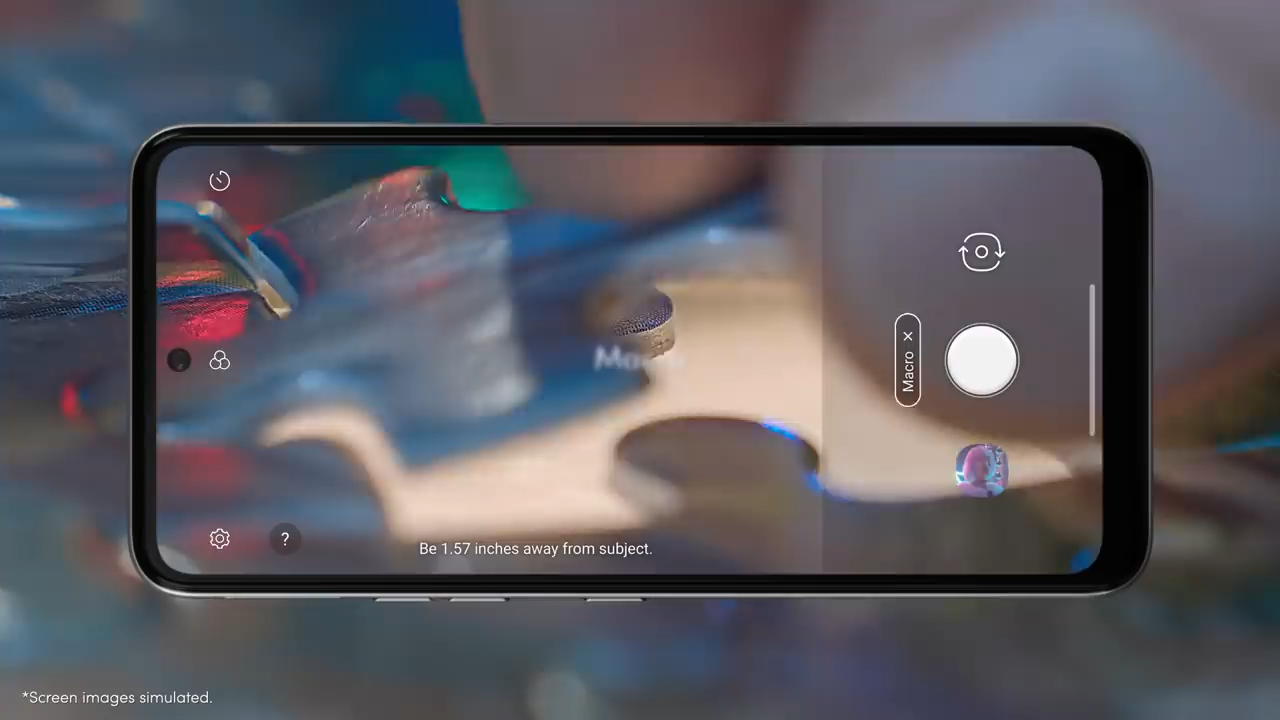 Macro ×
?
Be 1.57 inches away from subject.
*Screen images simulated.